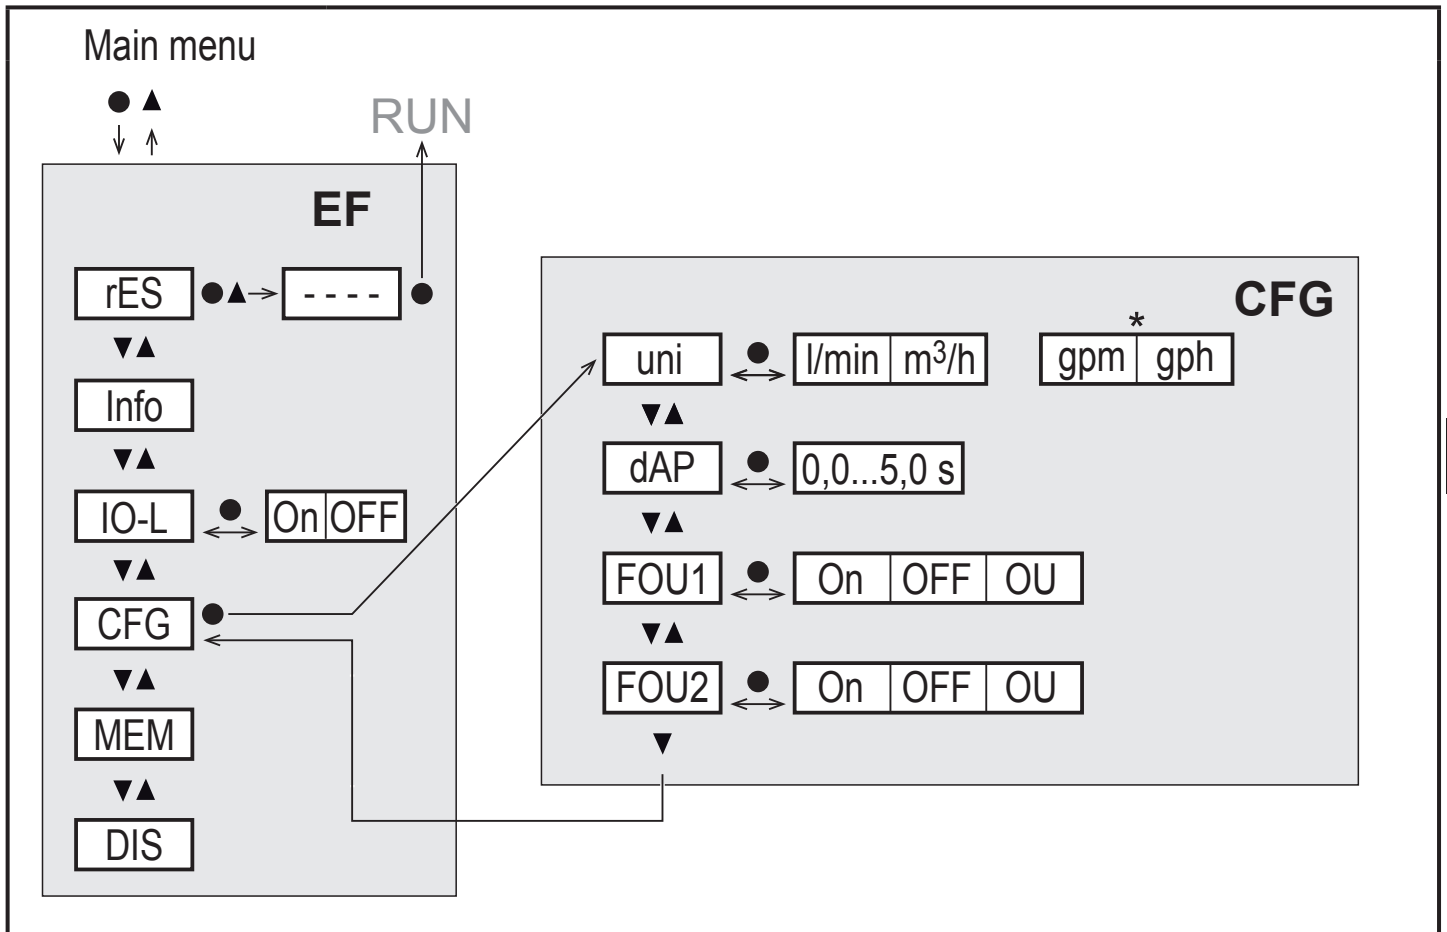 Main menu
RUN
EF
rES
- - - -
Info
IO-L
On OFF
CFG
MEM
DIS
CFG
*
uni
l/min m³/h
gpm gph
dAP
0,0...5,0 s
FOU1
On OFF OU
FOU2
On OFF OU